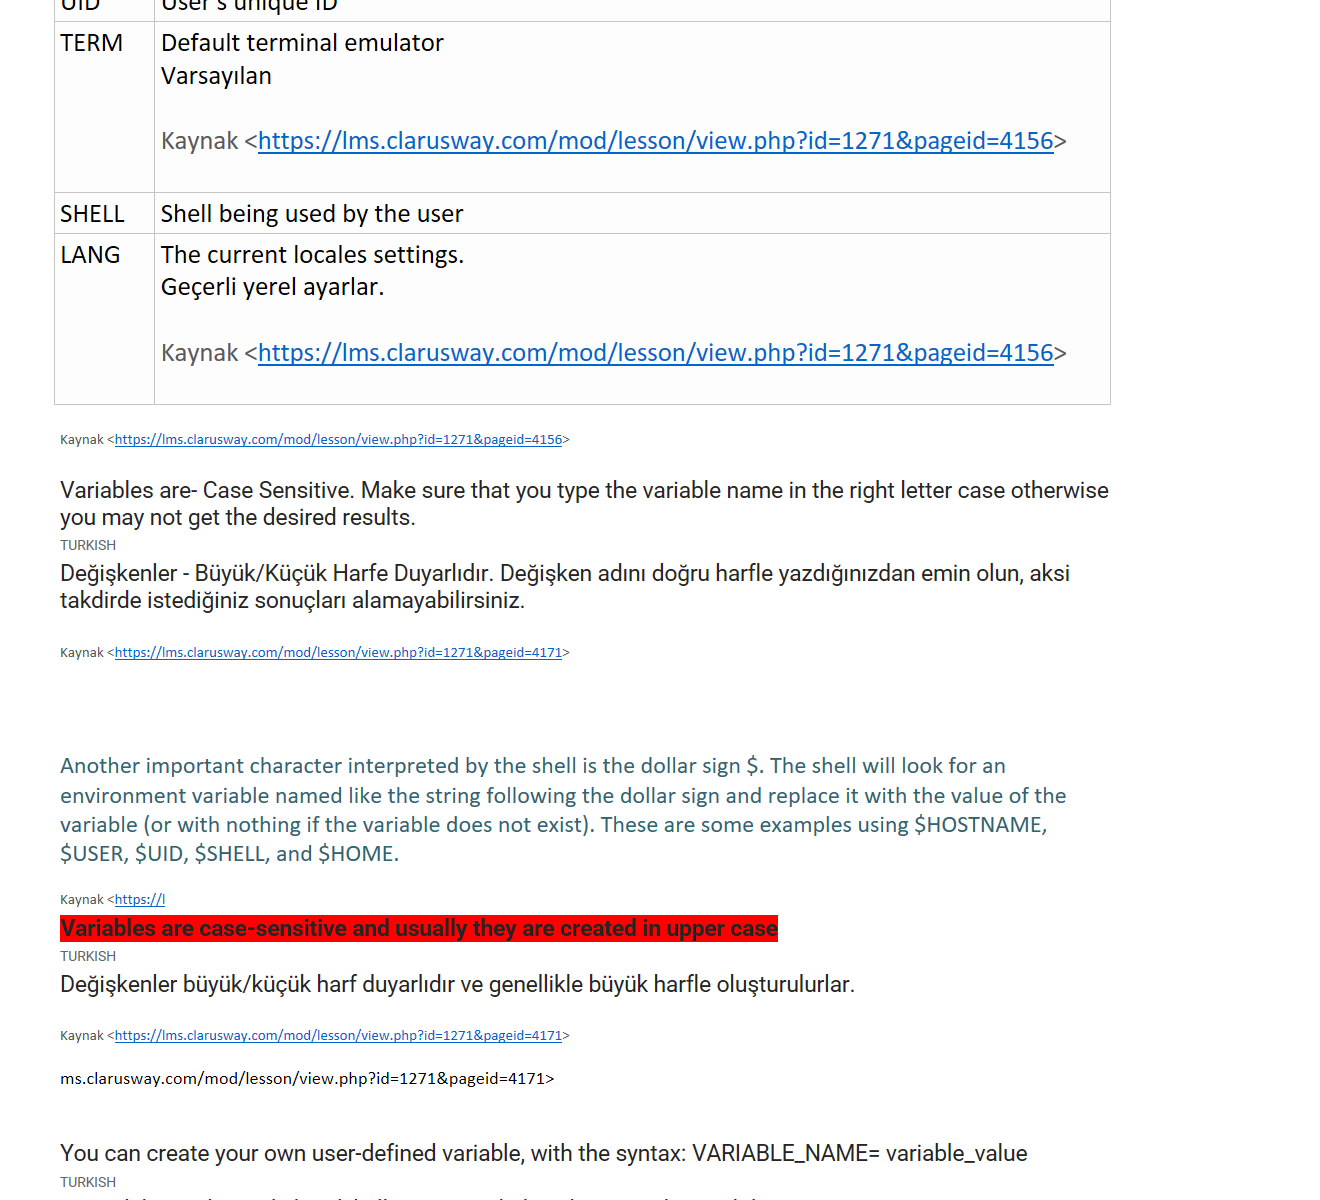 UID User's unique ID
TERM Default terminal emulator
Varsayılan
Kaynak <https://lms.clarusway.com/mod/lesson/view.php?id=1271&pageid=4156>
SHELL Shell being used by the user
LANG The current locales settings.
Geçerli yerel ayarlar.
Kaynak <https://lms.clarusway.com/mod/lesson/view.php?id=1271&pageid=4156>
Kaynak <https://lms.clarusway.com/mod/lesson/view.php?id=1271&pageid=4156>
Variables are- Case Sensitive. Make sure that you type the variable name in the right letter case otherwise
you may not get the desired results.
TURKISH
Değişkenler - Büyük/Küçük Harfe Duyarlıdır. Değişken adını doğru harfle yazdığınızdan emin olun, aksi
takdirde istediğiniz sonuçları alamayabilirsiniz.
Kaynak <https://lms.clarusway.com/mod/lesson/view.php?id=1271&pageid=4171>
Another important character interpreted by the shell is the dollar sign $. The shell will look for an
environment variable named like the string following the dollar sign and replace it with the value of the
variable (or with nothing if the variable does not exist). These are some examples using $HOSTNAME,
$USER, $UID, $SHELL, and $HOME.
Kaynak <https://l
Variables are case-sensitive and usually they are created in upper case
TURKISH
Değişkenler büyük/küçük harf duyarlıdır ve genellikle büyük harfle oluşturulurlar.
Kaynak <https://lms.clarusway.com/mod/lesson/view.php?id=1271&pageid=4171>
ms.clarusway.com/mod/lesson/view.php?id=1271&pageid=4171>
You can create your own user-defined variable, with the syntax: VARIABLE_NAME= variable_value
TURKISH